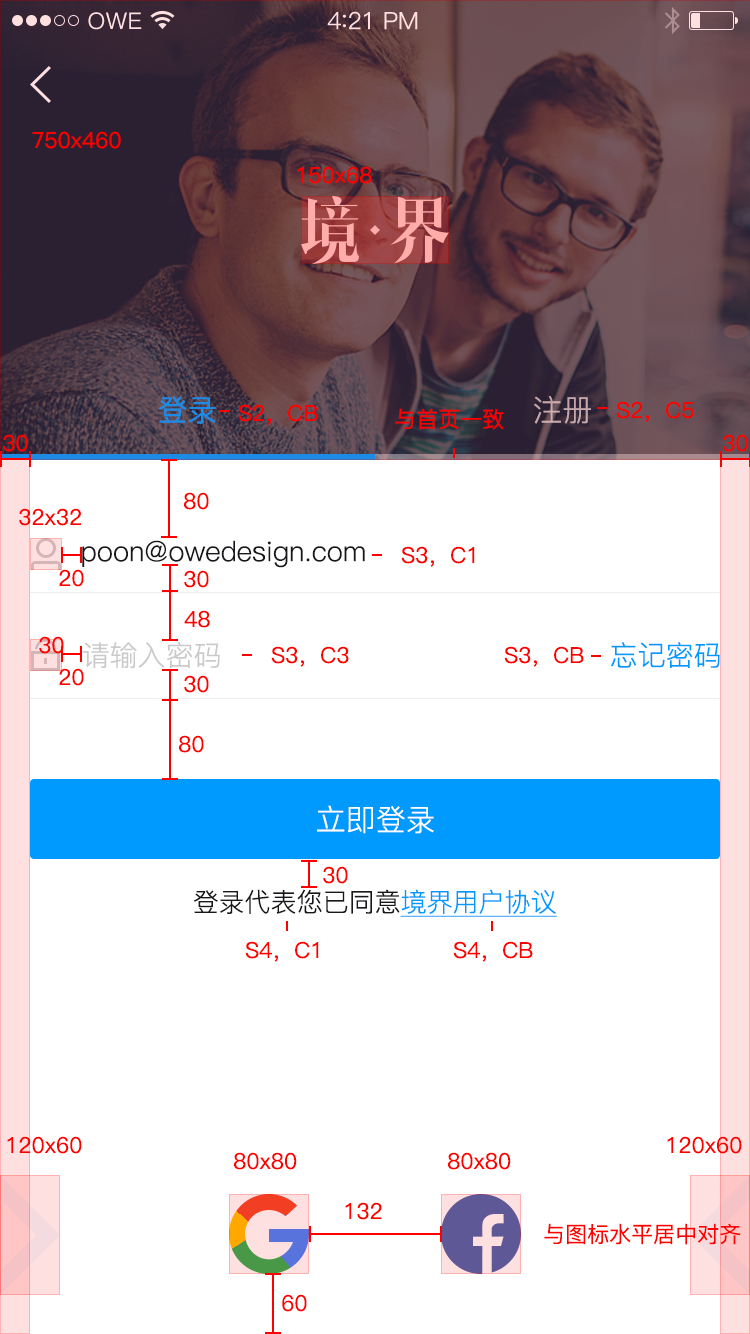 OWE 4:21 PM
750x460
150x68
境·界
登录 S2，CB 与首页一致 注册 S2，C5
30 30
80
32x32
poon@owedesign.com S3，C1
20 30
48
30 请输入密码 S3，C3 S3，CB 忘记密码
20 30
80
立即登录
30
登录代表您已同意境界用户协议
S4，C1 S4，CB
120x60 120x60
80x80 80x80
132
与图标水平居中对齐
60